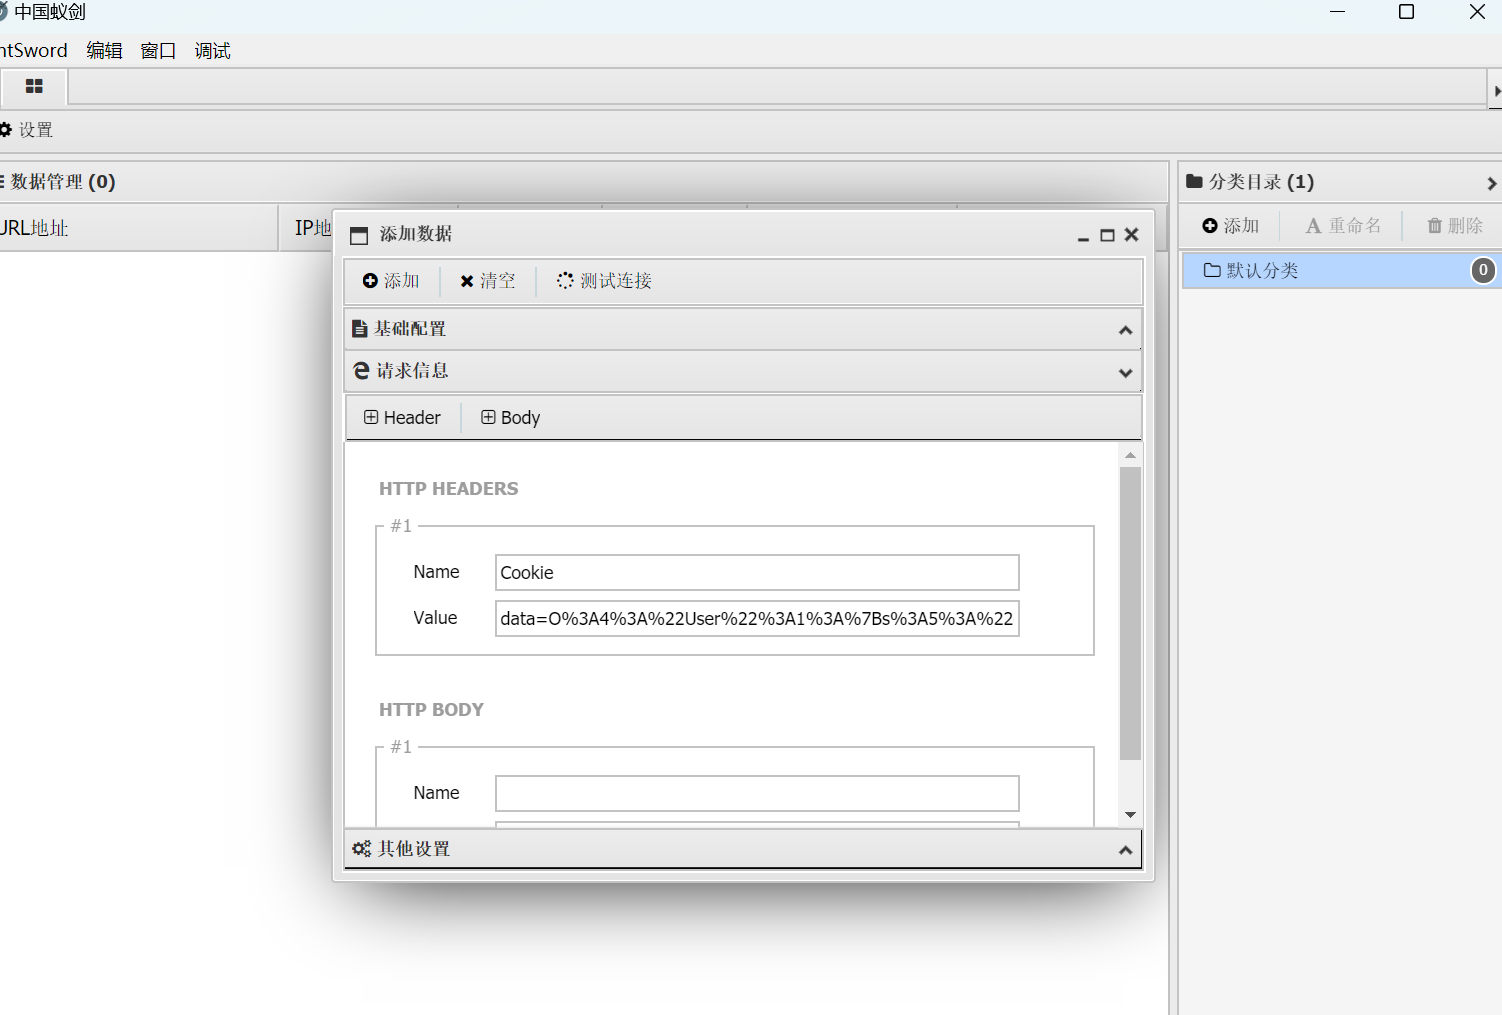 中国蚁剑
ntSword 编辑 窗口 调试
设置
数据管理 (0)
分类目录 (1)
URL地址
IP地
添加 重命名 删除
默认分类 0
添加数据
添加 清空 测试连接
基础配置
请求信息
Header Body
HTTP HEADERS
#1
Name Cookie
Value data=O%3A4%3A%22User%22%3A1%3A%7Bs%3A5%3A%22
HTTP BODY
#1
Name
其他设置